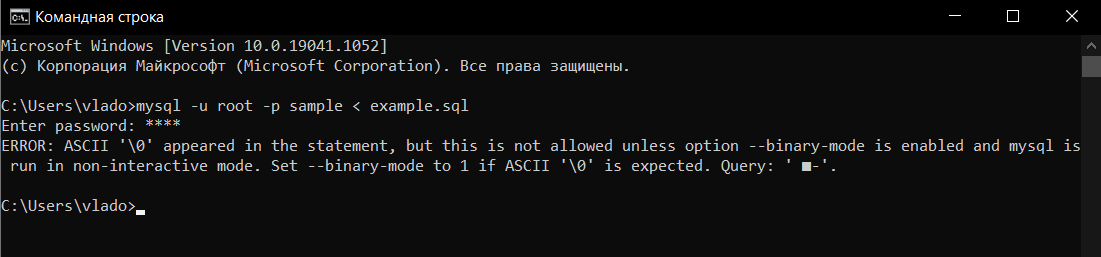 Командная строка
Microsoft Windows [Version 10.0.19041.1052]
(c) Корпорация Майкрософт (Microsoft Corporation). Все права защищены.
C:\Users\vlado>mysql -u root -p sample < example.sql
Enter password: ****
ERROR: ASCII '\0' appeared in the statement, but this is not allowed unless option --binary-mode is enabled and mysql is
run in non-interactive mode. Set --binary-mode to 1 if ASCII '\0' is expected. Query: ' ■-'.
C:\Users\vlado>